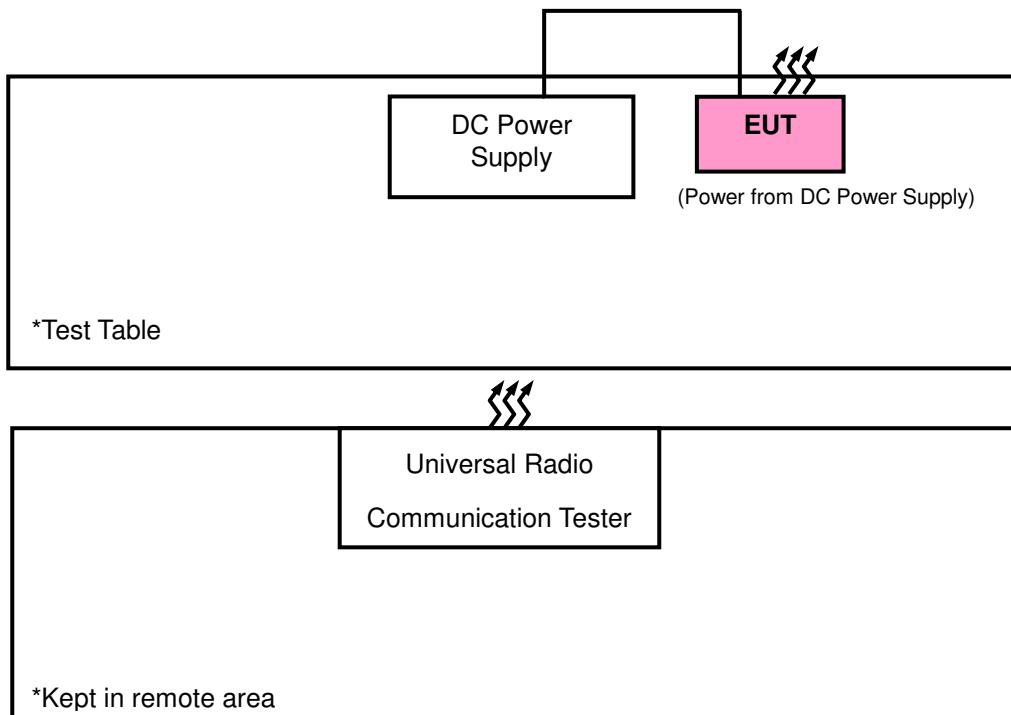 DC Power
Supply
EUT
(Power from DC Power Supply)
*Test Table
Universal Radio
Communication Tester
*Kept in remote area